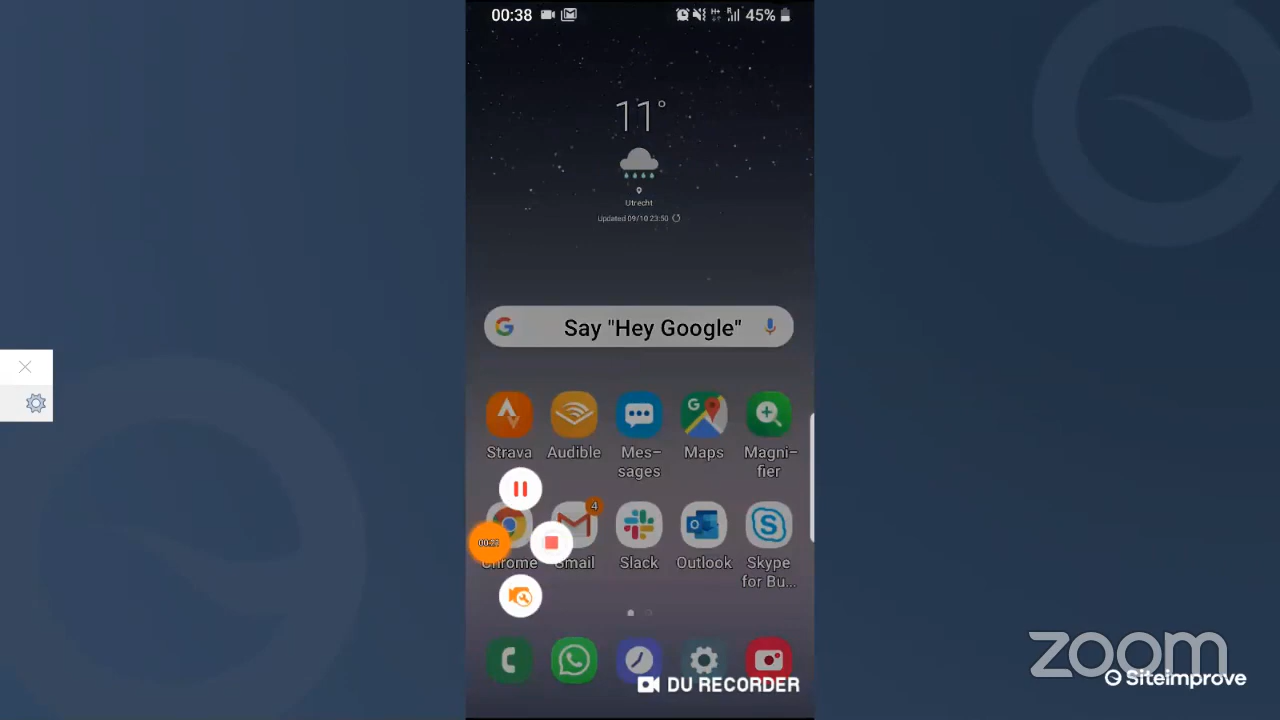 00:38
45%
11°
Utrecht
Updated 09/10 23:50
Say "Hey Google"
Strava Audible Mes-
sages
Maps Magni-
fier
4
Chrome Gmail Slack Outlook Skype
for Bu...
DU RECORDER
zoom
Siteimprove